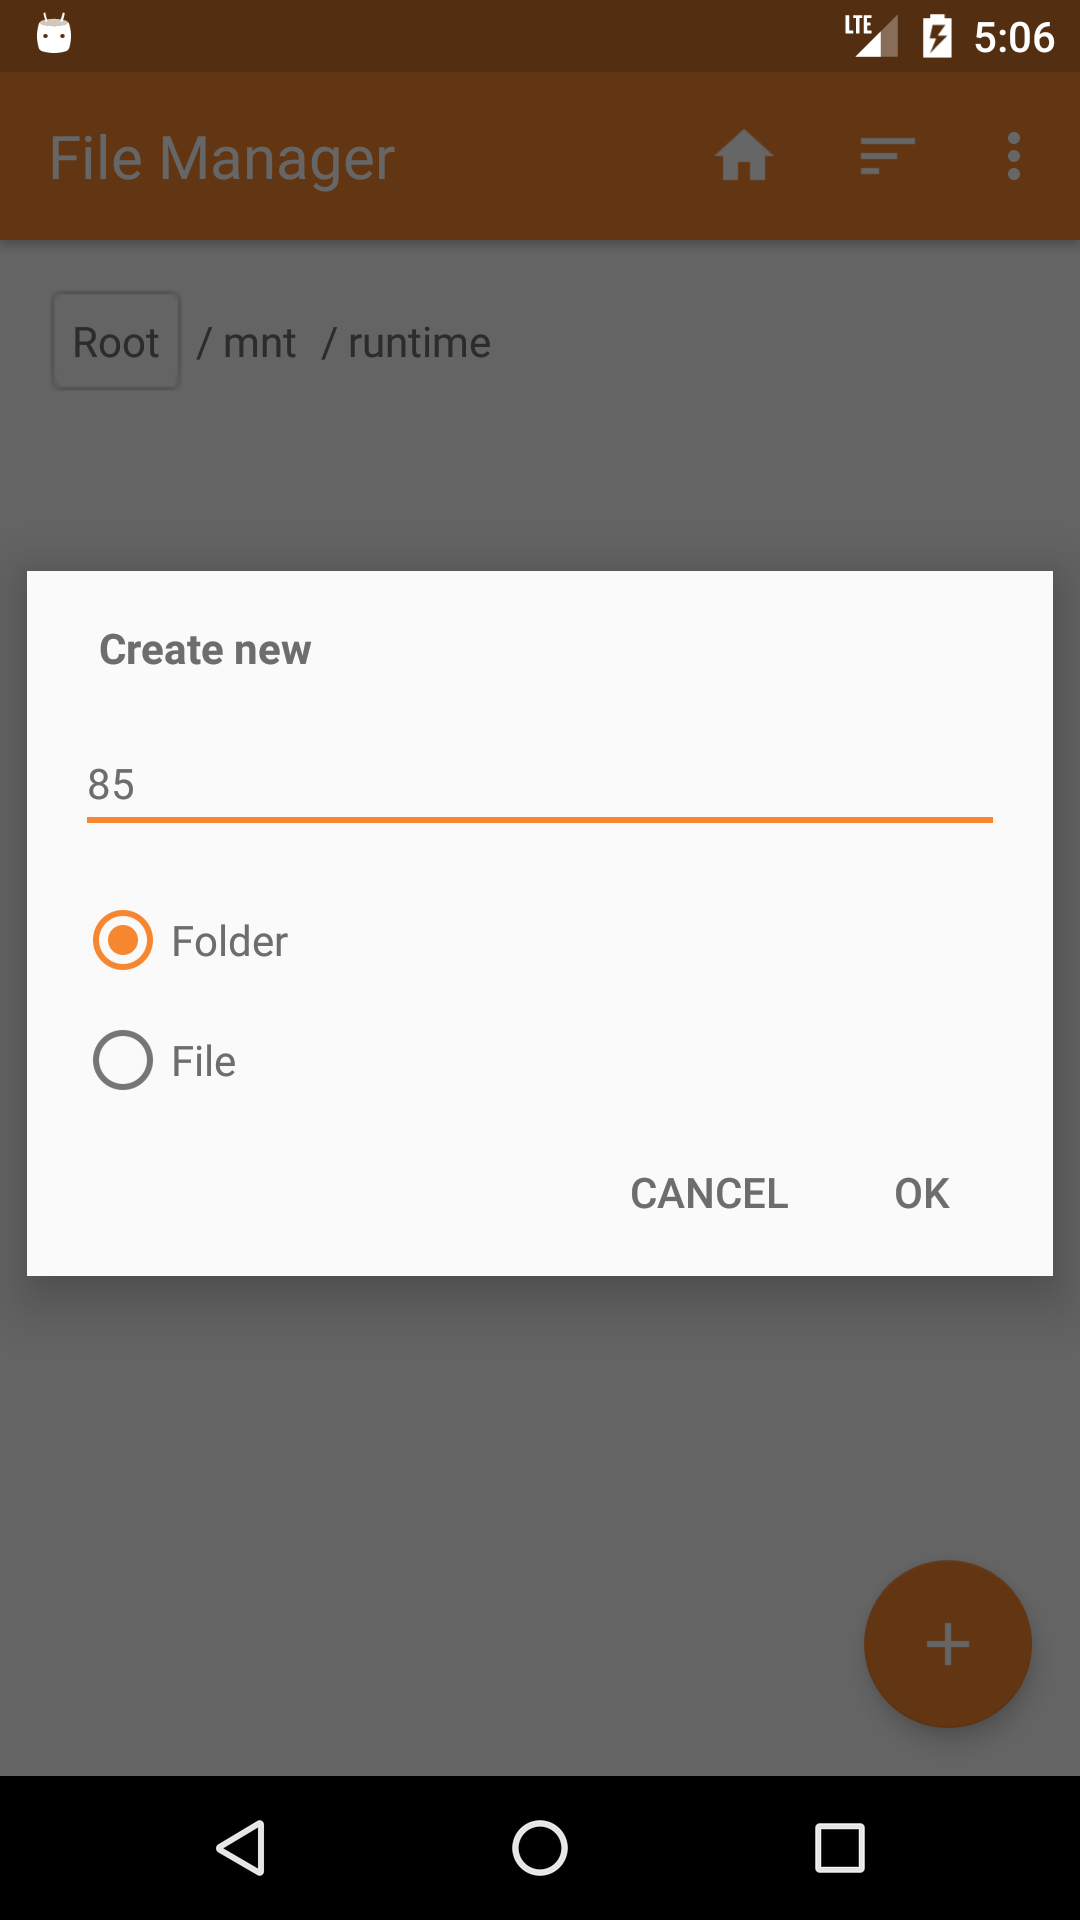 LTE 5:06
File Manager
Root / mnt / runtime
Create new
85
Folder
File
CANCEL OK